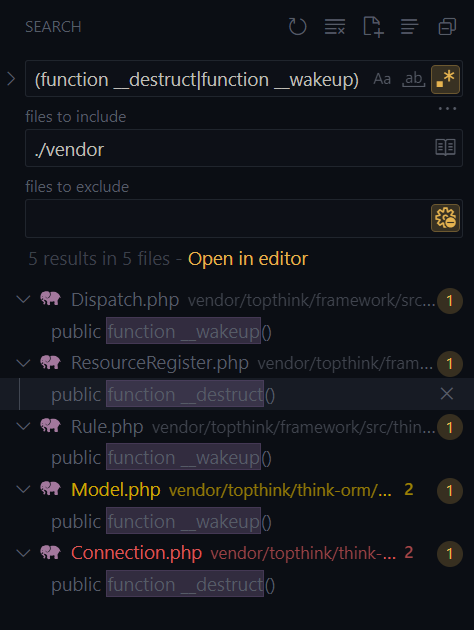 SEARCH
(function __destruct|function __wakeup) Aa ab .*
files to include
./vendor
files to exclude
5 results in 5 files - Open in editor
Dispatch.php vendor/topthink/framework/src... 1
public function __wakeup()
ResourceRegister.php vendor/topthink/fram... 1
public function __destruct()
Rule.php vendor/topthink/framework/src/thin... 1
public function __wakeup()
Model.php vendor/topthink/think-orm/... 2 1
public function __wakeup()
Connection.php vendor/topthink/think-... 2 1
public function __destruct()